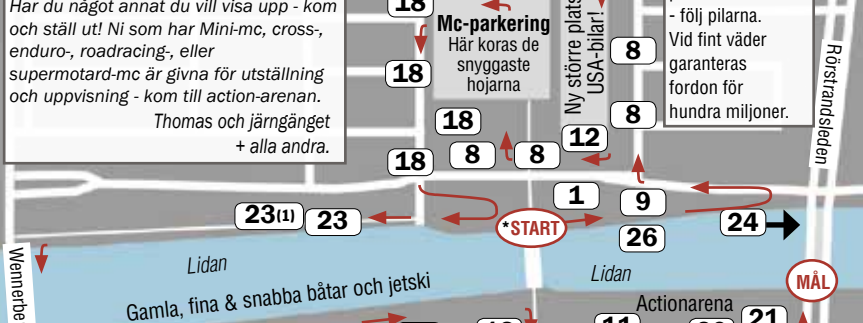 Har du något annat du vill visa upp - kom
och ställ ut! Ni som har Mini-mc, cross-,
enduro-, roadracing-, eller
supermotard-mc är givna för utställning
och uppvisning - kom till action-arenan.
Thomas och järngänget
+ alla andra.
18
18
18
18
Mc-parkering
Här koras de
snyggaste
hojarna
Ny större plats
USA-bilar!
8
8
8
8
12
- följ pilarna.
Vid fint väder
garanteras
fordon för
hundra miljoner.
Rörstrandsleden
23(1)
23
*START
1
9
26
24
Wennerbe
Lidan
Lidan
MÅL
Gamla, fina & snabba båtar och jetski
Actionarena
11
21